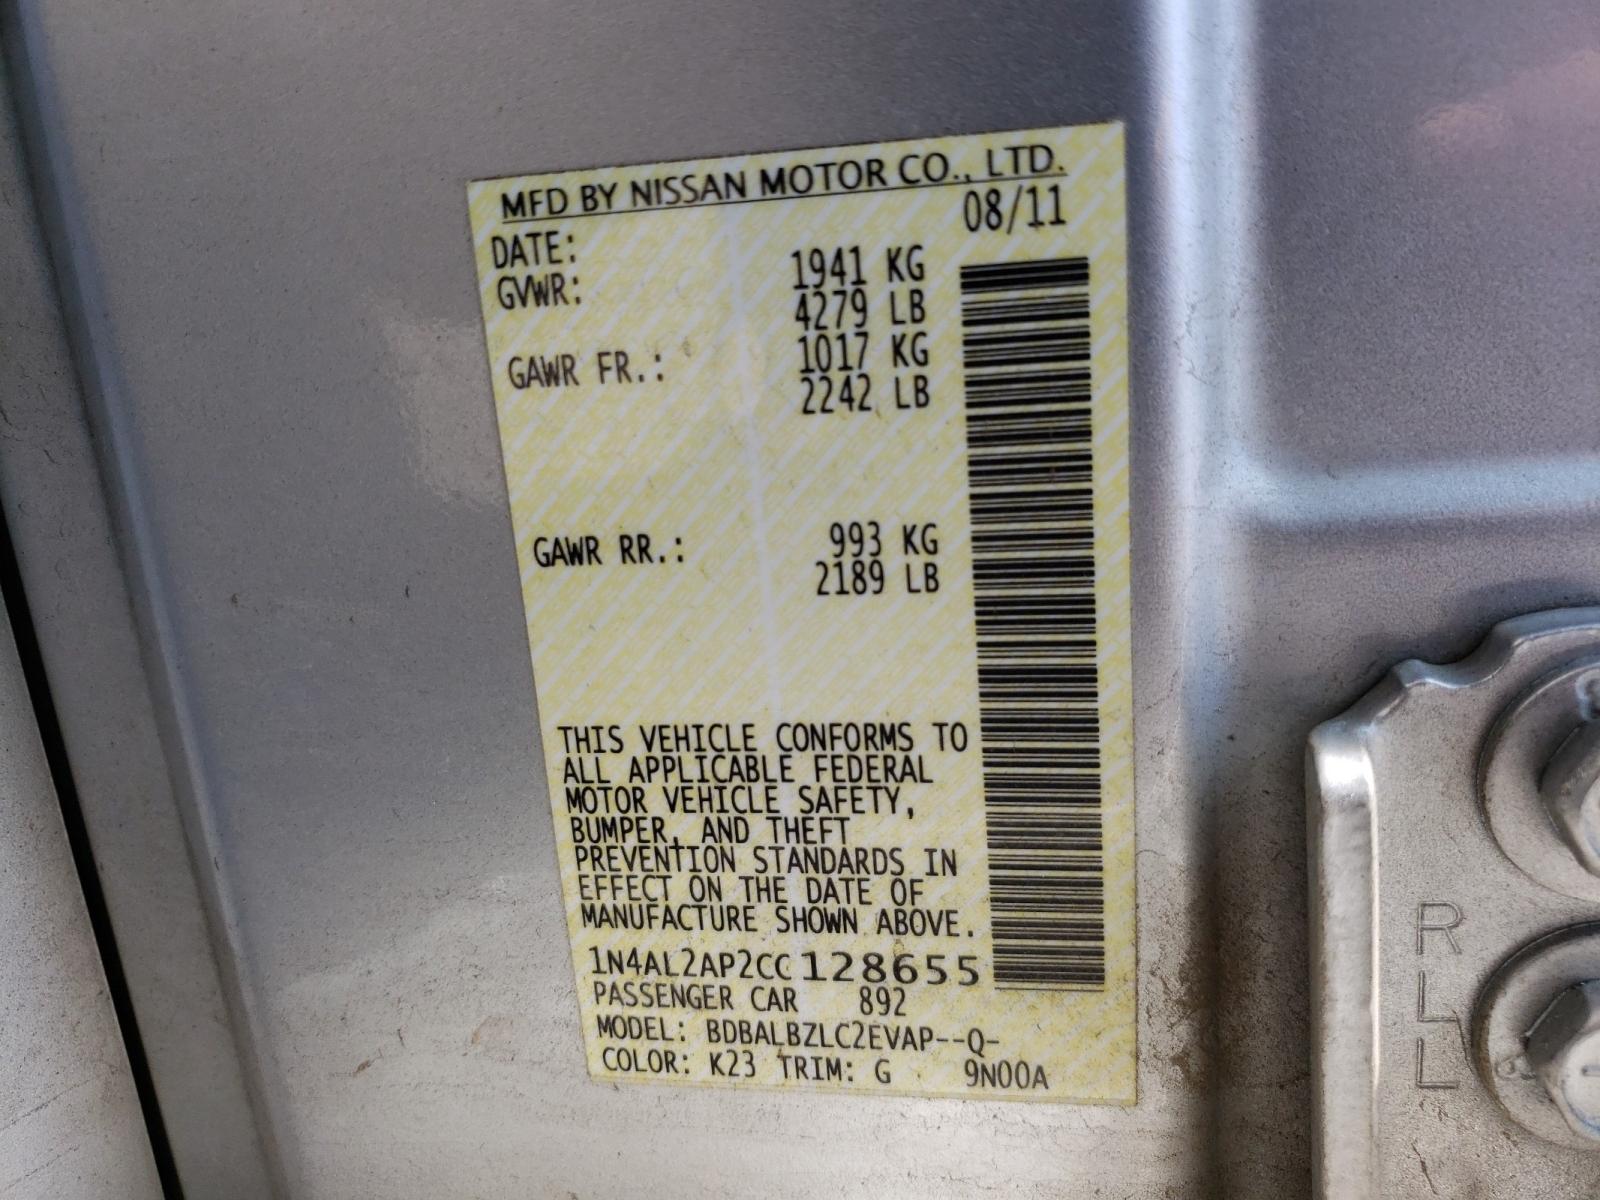 MFD BY NISSAN MOTOR CO., LTD.
DATE: 08/11
GVWR: 1941 KG
4279 LB
GAWR FR.: 1017 KG
2242 LB
GAWR RR.: 993 KG
2189 LB
THIS VEHICLE CONFORMS TO
ALL APPLICABLE FEDERAL
MOTOR VEHICLE SAFETY,
BUMPER, AND THEFT
PREVENTION STANDARDS IN
EFFECT ON THE DATE OF
MANUFACTURE SHOWN ABOVE.
1N4AL2AP2CC128655
PASSENGER CAR 892
MODEL: BDBALBZLC2EVAP--Q-
COLOR: K23 TRIM: G 9N00A
R
L
L